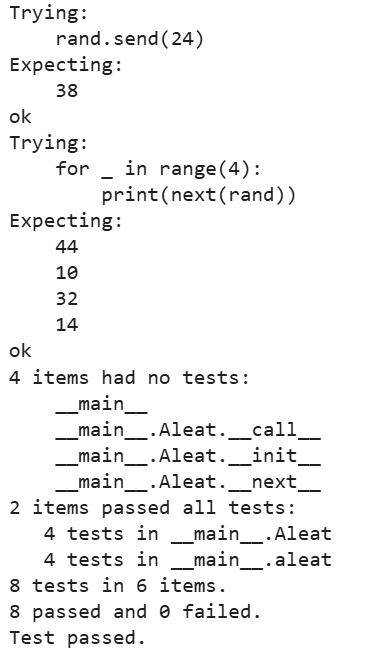 Trying:
    rand.send(24)
Expecting:
    38
ok
Trying:
    for _ in range(4):
        print(next(rand))
Expecting:
    44
    10
    32
    14
ok
4 items had no tests:
    __main__
    __main__.Aleat.__call__
    __main__.Aleat.__init__
    __main__.Aleat.__next__
2 items passed all tests:
   4 tests in __main__.Aleat
   4 tests in __main__.aleat
8 tests in 6 items.
8 passed and 0 failed.
Test passed.